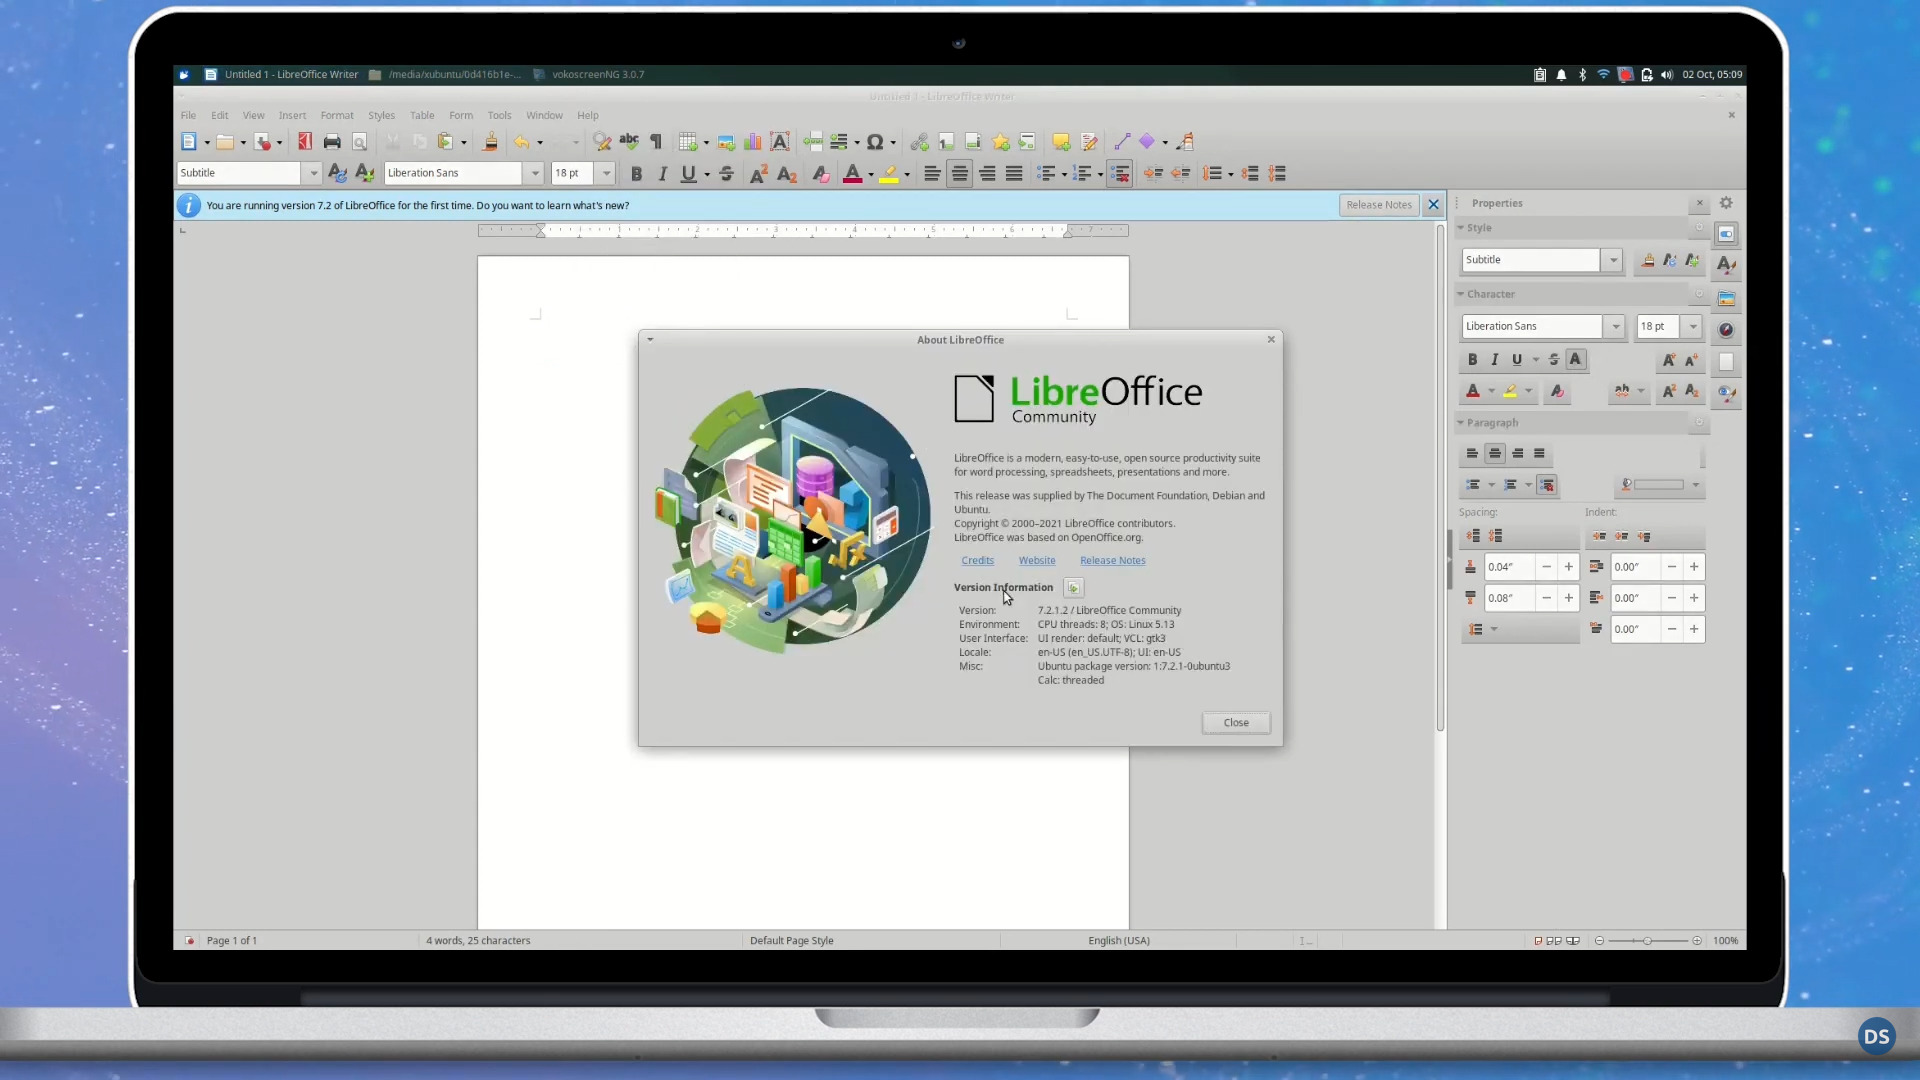 Untitled 1 - LibreOffice Writer
/media/xubuntu/0d416b1e-...
vokoscreenNG 3.0.7
02 Oct, 05:09
Untitled 1 - LibreOffice Writer
File Edit View Insert Format Styles Table Form Tools Window Help
Subtitle
Liberation Sans
18 pt
You are running version 7.2 of LibreOffice for the first time. Do you want to learn what's new?
Release Notes
Properties
Style
Subtitle
Character
Liberation Sans
18 pt
Paragraph
Spacing: Indent:
0.04″ 0.00″
0.08″ 0.00″
0.00″
1 2 3 4 5 6 7
About LibreOffice
LibreOffice
Community
LibreOffice is a modern, easy-to-use, open source productivity suite
for word processing, spreadsheets, presentations and more.
This release was supplied by The Document Foundation, Debian and
Ubuntu.
Copyright © 2000–2021 LibreOffice contributors.
LibreOffice was based on OpenOffice.org.
Credits Website Release Notes
Version Information
Version: 7.2.1.2 / LibreOffice Community
Environment: CPU threads: 8; OS: Linux 5.13
User Interface: UI render: default; VCL: gtk3
Locale: en-US (en_US.UTF-8); UI: en-US
Misc: Ubuntu package version: 1:7.2.1-0ubuntu3
Calc: threaded
Close
Page 1 of 1
4 words, 25 characters
Default Page Style
English (USA)
100%
DS